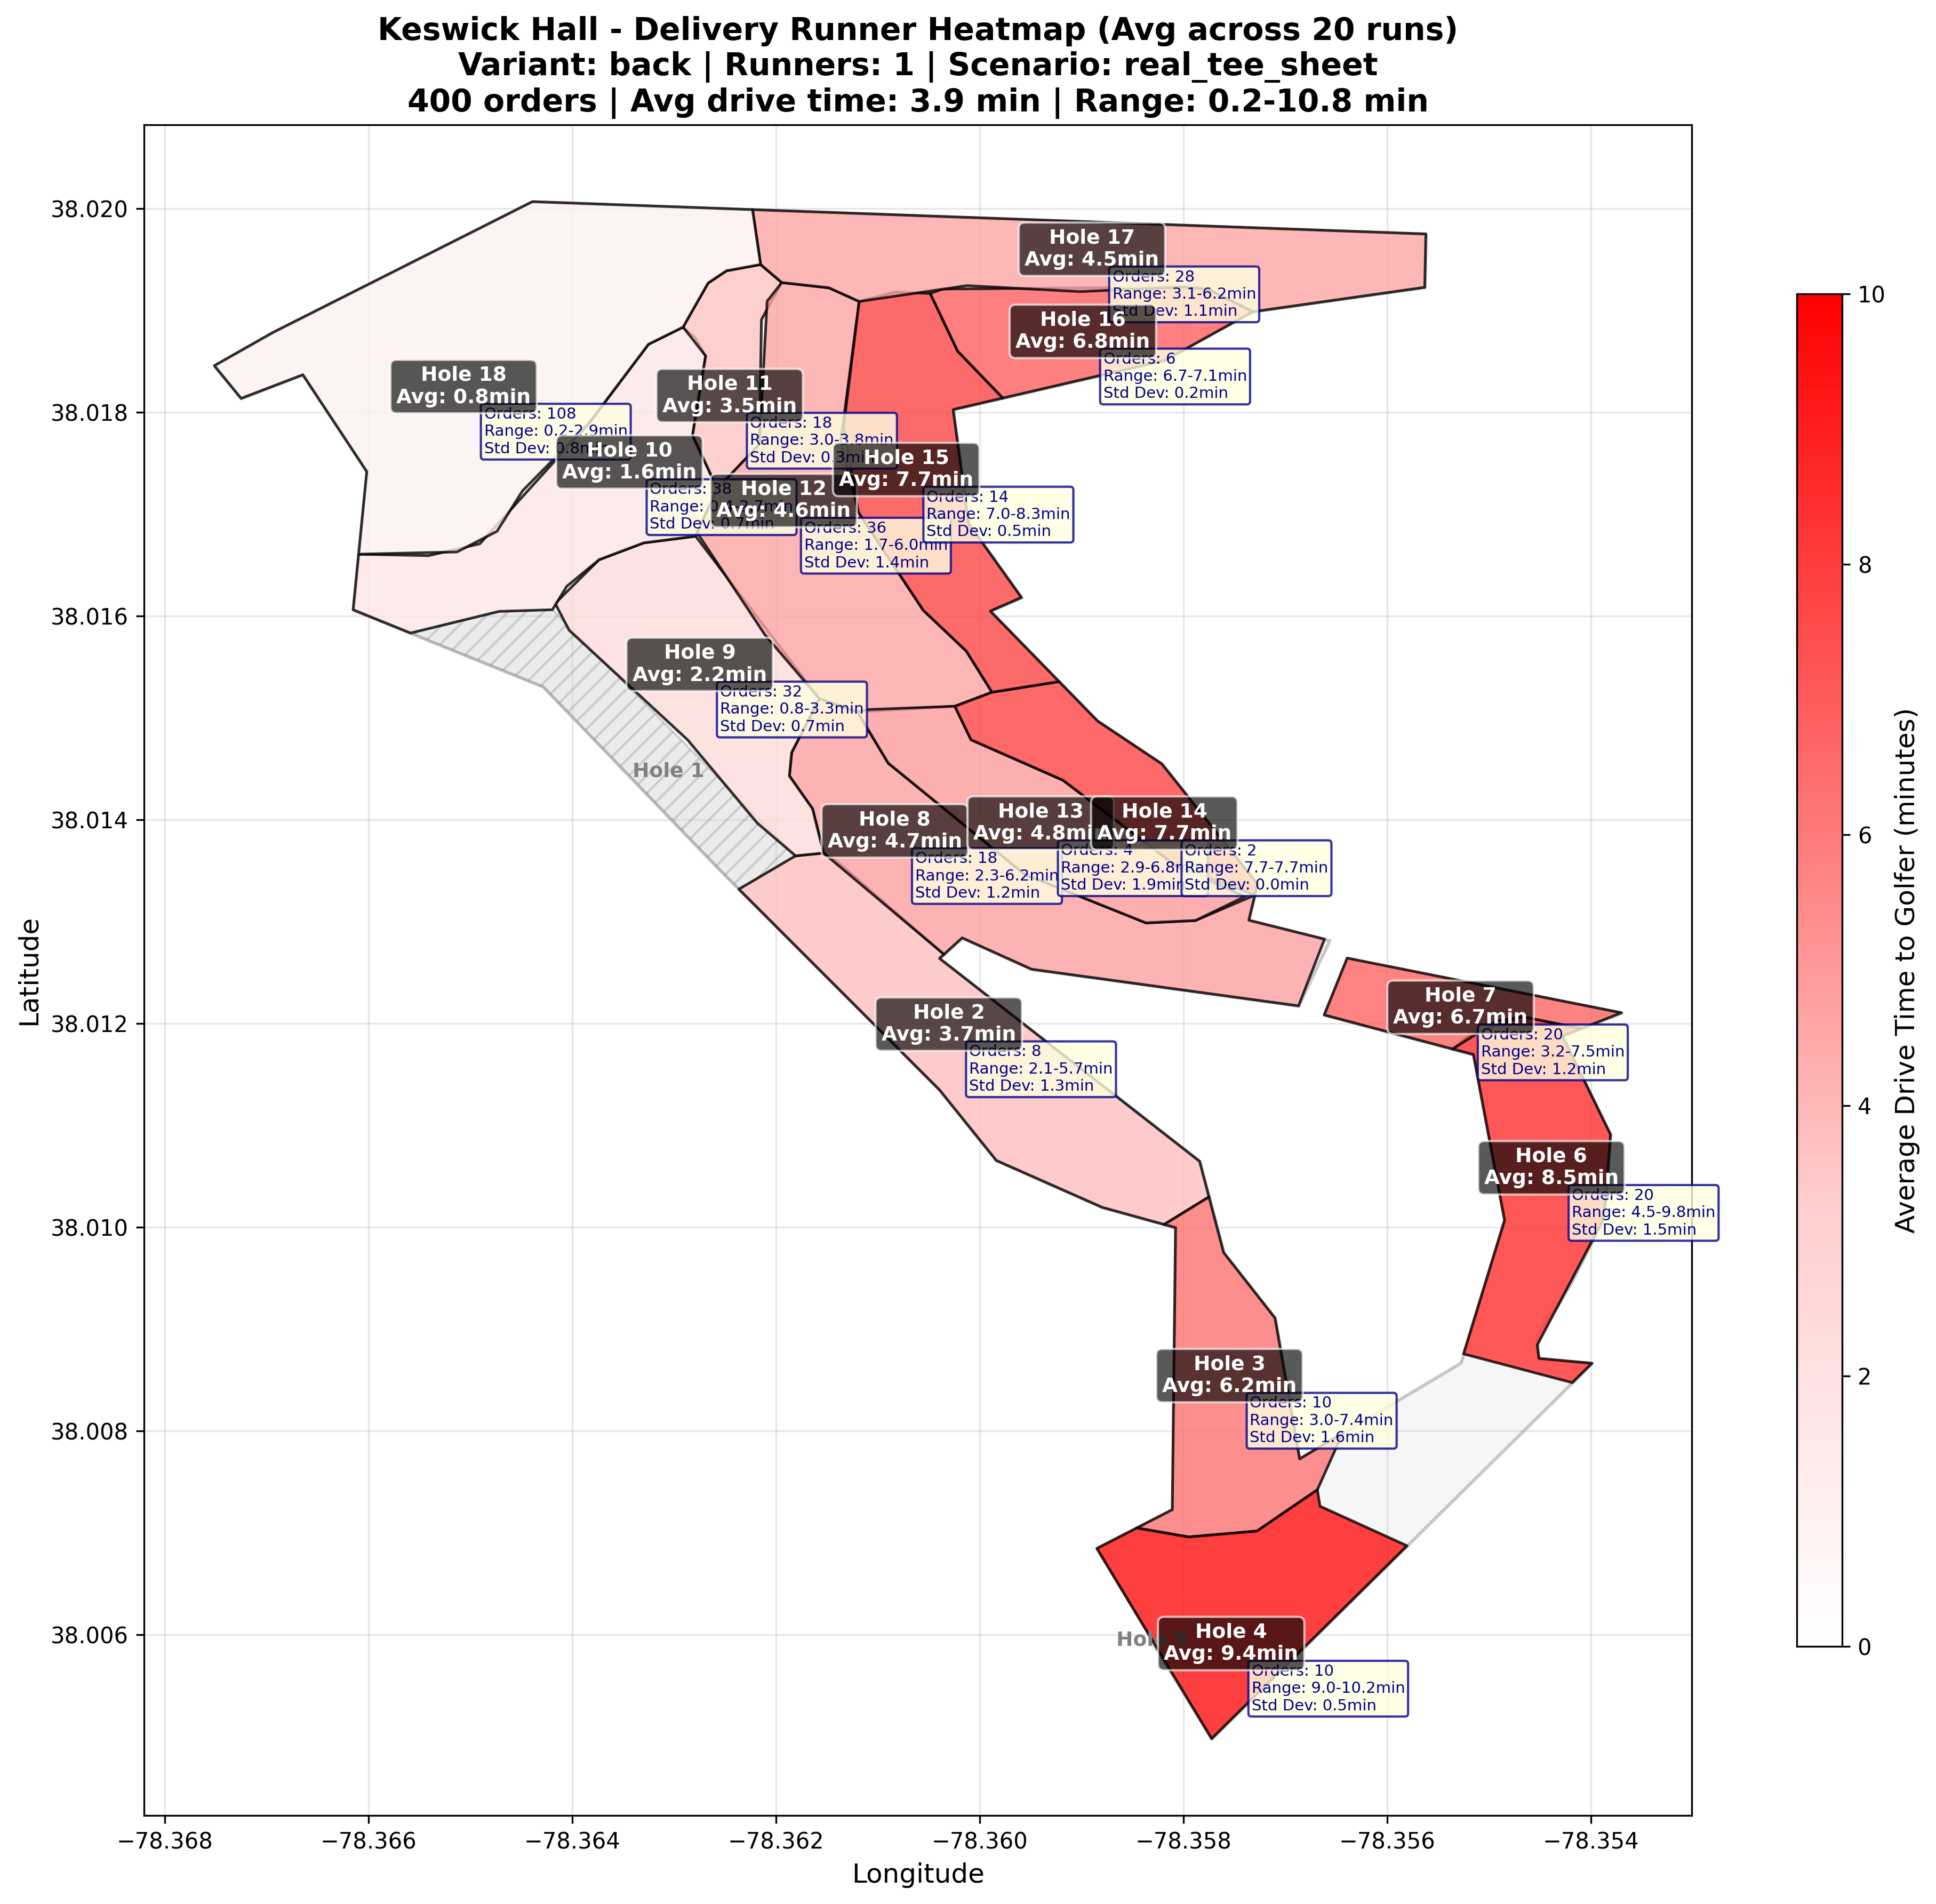 Keswick Hall - Delivery Runner Heatmap (Avg across 20 runs)
Variant: back | Runners: 1 | Scenario: real_tee_sheet
400 orders | Avg drive time: 3.9 min | Range: 0.2-10.8 min
Latitude
38.020
38.018
38.016
38.014
38.012
38.010
38.008
38.006
Hole 17
Avg: 4.5min
Orders: 28
Range: 3.1-6.2min
Std Dev: 1.1min
Hole 16
Avg: 6.8min
Orders: 6
Range: 6.7-7.1min
Std Dev: 0.2min
Hole 18
Avg: 0.8min
Orders: 108
Range: 0.2-2.9min
Std Dev: 0.8min
Hole 11
Avg: 3.5min
Orders: 18
Range: 3.0-3.8min
Std Dev: 0.3min
Hole 10
Avg: 1.6min
Orders: 38
Range:
Std Dev: 0.7min
Hole 15
Avg: 7.7min
Orders: 14
Range: 7.0-8.3min
Std Dev: 0.5min
Hole 12
Avg: 4.6min
Orders: 36
Range: 1.7-6.0min
Std Dev: 1.4min
Hole 9
Avg: 2.2min
Orders: 32
Range: 0.8-3.3min
Std Dev: 0.7min
Hole 1
Hole 8
Avg: 4.7min
Orders: 18
Range: 2.3-6.2min
Std Dev: 1.2min
Hole 13
Avg: 4.8min
Orders: 4
Range: 2.9-6.8min
Std Dev: 1.9min
Hole 14
Avg: 7.7min
Orders: 2
Range: 7.7-7.7min
Std Dev: 0.0min
Hole 2
Avg: 3.7min
Orders: 8
Range: 2.1-5.7min
Std Dev: 1.3min
Hole 7
Avg: 6.7min
Orders: 20
Range: 3.2-7.5min
Std Dev: 1.2min
Hole 6
Avg: 8.5min
Orders: 20
Range: 4.5-9.8min
Std Dev: 1.5min
Hole 3
Avg: 6.2min
Orders: 10
Range: 3.0-7.4min
Std Dev: 1.6min
Hole 5
Hole 4
Avg: 9.4min
Orders: 10
Range: 9.0-10.2min
Std Dev: 0.5min
−78.368 −78.366 −78.364 −78.362 −78.360 −78.358 −78.356 −78.354
Longitude
10
8
6
4
2
0
Average Drive Time to Golfer (minutes)